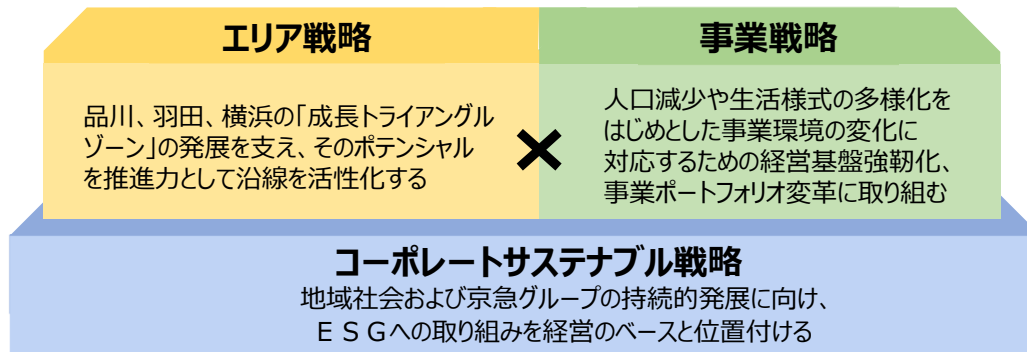 エリア戦略
品川、羽田、横浜の「成長トライアングル
ゾーン」の発展を支え、そのポテンシャル
を推進力として沿線を活性化する
×
事業戦略
人口減少や生活様式の多様化を
はじめとした事業環境の変化に
対応するための経営基盤強靭化、
事業ポートフォリオ変革に取り組む
コーポレートサステナブル戦略
地域社会および京急グループの持続的発展に向け、
ＥＳＧへの取り組みを経営のベースと位置付ける